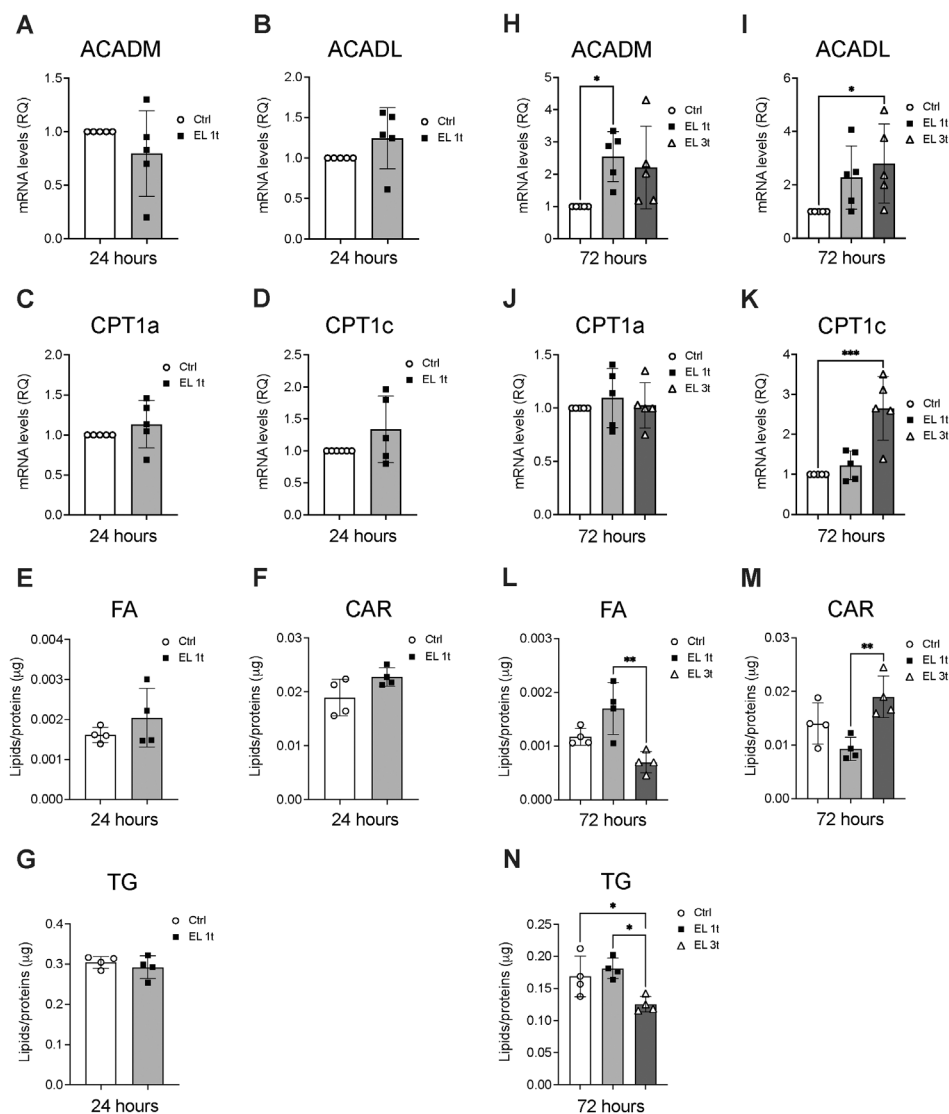 A
ACADM
mRNA levels (RQ)
1.5
1.0
0.5
0.0
24 hours
Ctrl
EL 1t
B
ACADL
mRNA levels (RQ)
2.0
1.5
1.0
0.5
0.0
24 hours
Ctrl
EL 1t
H
ACADM
mRNA levels (RQ)
5
4
3
2
1
0
*
72 hours
Ctrl
EL 1t
EL 3t
I
ACADL
mRNA levels (RQ)
6
4
2
0
*
72 hours
Ctrl
EL 1t
EL 3t
C
CPT1a
mRNA levels (RQ)
2.0
1.5
1.0
0.5
0.0
24 hours
Ctrl
EL 1t
D
CPT1c
mRNA levels (RQ)
2.5
2.0
1.5
1.0
0.5
0.0
24 hours
Ctrl
EL 1t
J
CPT1a
mRNA levels (RQ)
1.5
1.0
0.5
0.0
72 hours
Ctrl
EL 1t
EL 3t
K
CPT1c
mRNA levels (RQ)
4
3
2
1
0
***
72 hours
Ctrl
EL 1t
EL 3t
E
FA
Lipids/proteins (µg)
0.004
0.003
0.002
0.001
0.000
24 hours
Ctrl
EL 1t
F
CAR
Lipids/proteins (µg)
0.03
0.02
0.01
0.00
24 hours
Ctrl
EL 1t
L
FA
Lipids/proteins (µg)
0.003
0.002
0.001
0.000
**
72 hours
Ctrl
EL 1t
EL 3t
M
CAR
Lipids/proteins (µg)
0.03
0.02
0.01
0.00
**
72 hours
Ctrl
EL 1t
EL 3t
G
TG
Lipids/proteins (µg)
0.4
0.3
0.2
0.1
0.0
24 hours
Ctrl
EL 1t
N
TG
Lipids/proteins (µg)
0.25
0.20
0.15
0.10
0.05
0.00
*
*
72 hours
Ctrl
EL 1t
EL 3t